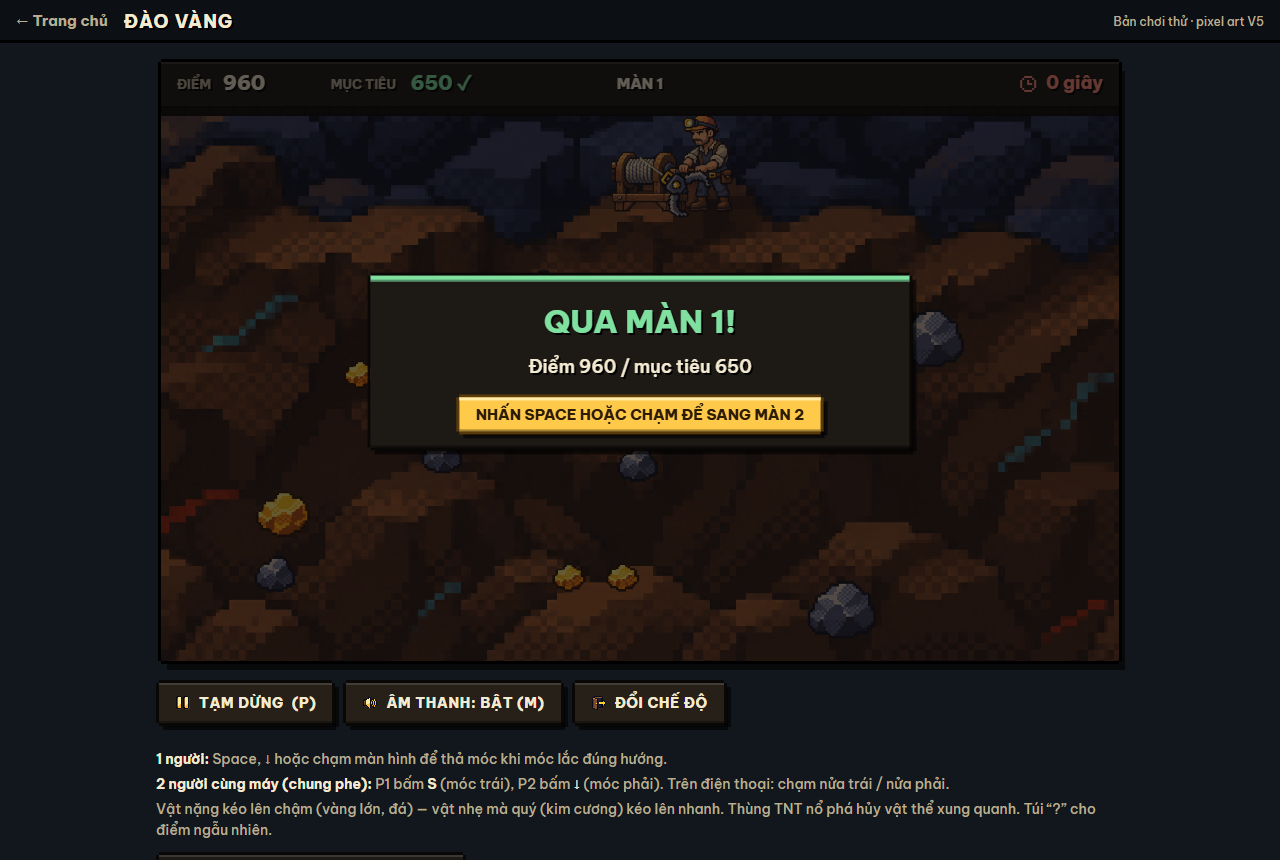 ← Trang chủ ĐÀO VÀNG Bản chơi thử · pixel art V5
ĐIỂM 960 MỤC TIÊU 650 ✓ MÀN 1 0 giây
QUA MÀN 1!
Điểm 960 / mục tiêu 650
NHẤN SPACE HOẶC CHẠM ĐỂ SANG MÀN 2
TẠM DỪNG (P) ÂM THANH: BẬT (M) ĐỔI CHẾ ĐỘ
1 người: Space, ↓ hoặc chạm màn hình để thả móc khi móc lắc đúng hướng.
2 người cùng máy (chung phe): P1 bấm S (móc trái), P2 bấm ↓ (móc phải). Trên điện thoại: chạm nửa trái / nửa phải.
Vật nặng kéo lên chậm (vàng lớn, đá) — vật nhẹ mà quý (kim cương) kéo lên nhanh. Thùng TNT nổ phá hủy vật thể xung quanh. Túi “?” cho
điểm ngẫu nhiên.